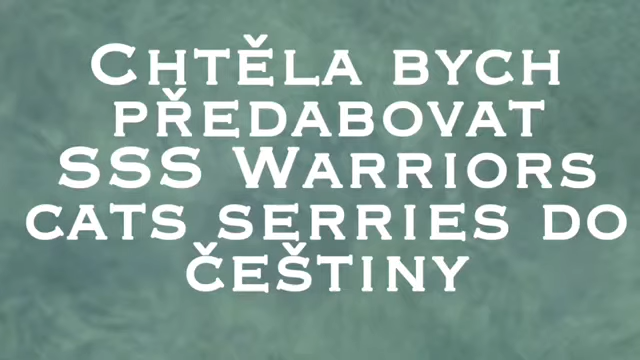 Chtěla bych
předabovat
SSS Warriors
cats serries do
češtiny